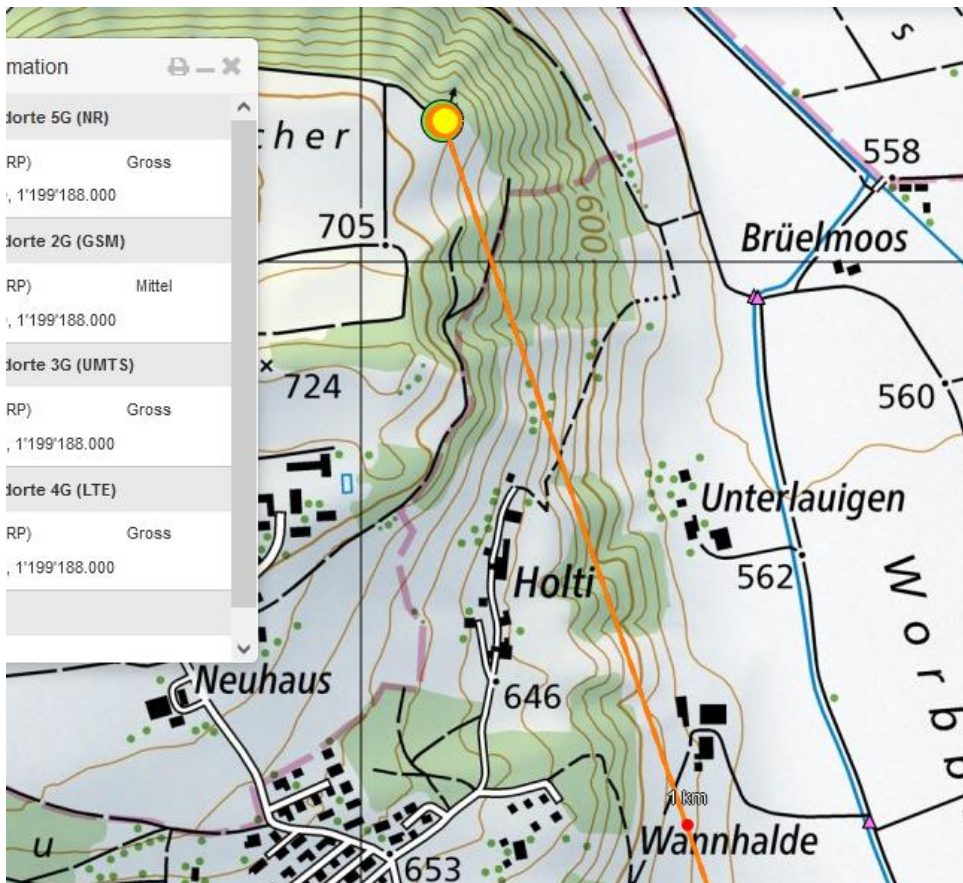 mation
dorte 5G (NR)
RP) Gross
, 1'199'188.000
dorte 2G (GSM)
RP) Mittel
, 1'199'188.000
dorte 3G (UMTS)
RP) Gross
, 1'199'188.000
dorte 4G (LTE)
RP) Gross
, 1'199'188.000
s
cher
558
705
600
Brüelmoos
724
560
Unterlauigen
562
Holti
Worbb
Neuhaus
646
1 km
Wannhalde
u
653